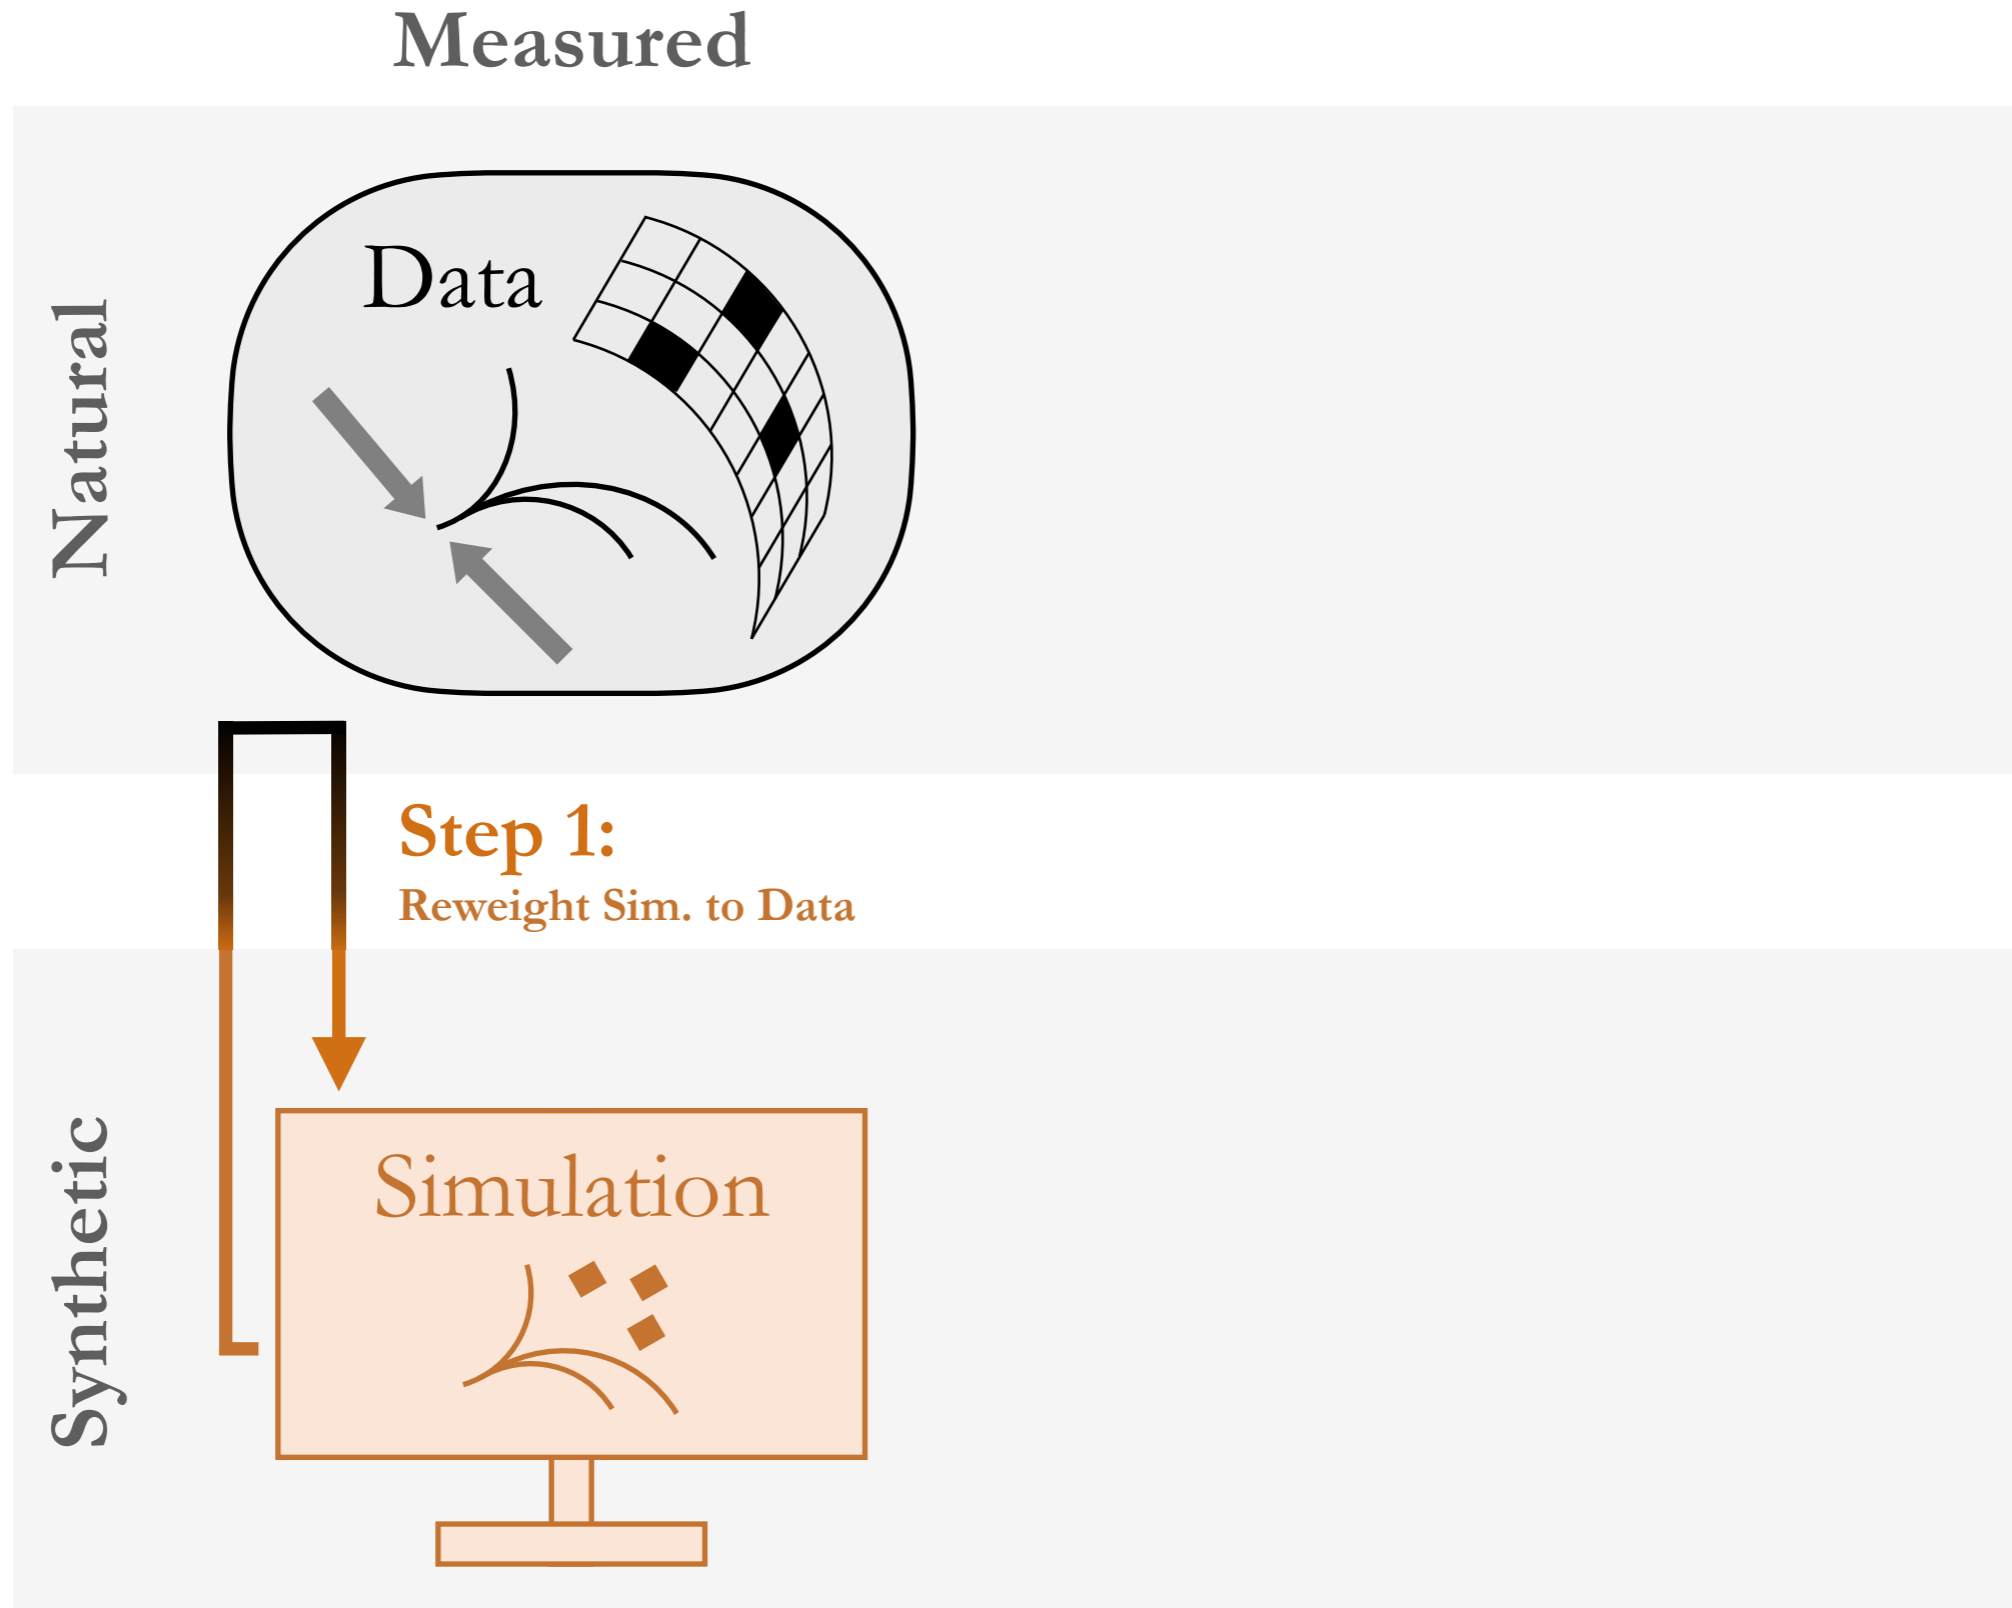 Measured
Natural
Data
Step 1:
Reweight Sim. to Data
Synthetic
Simulation